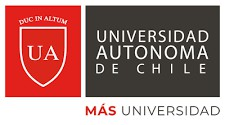 DUC IN ALTUM
UA
UNIVERSIDAD
AUTONOMA
DE CHILE
MÁS UNIVERSIDAD